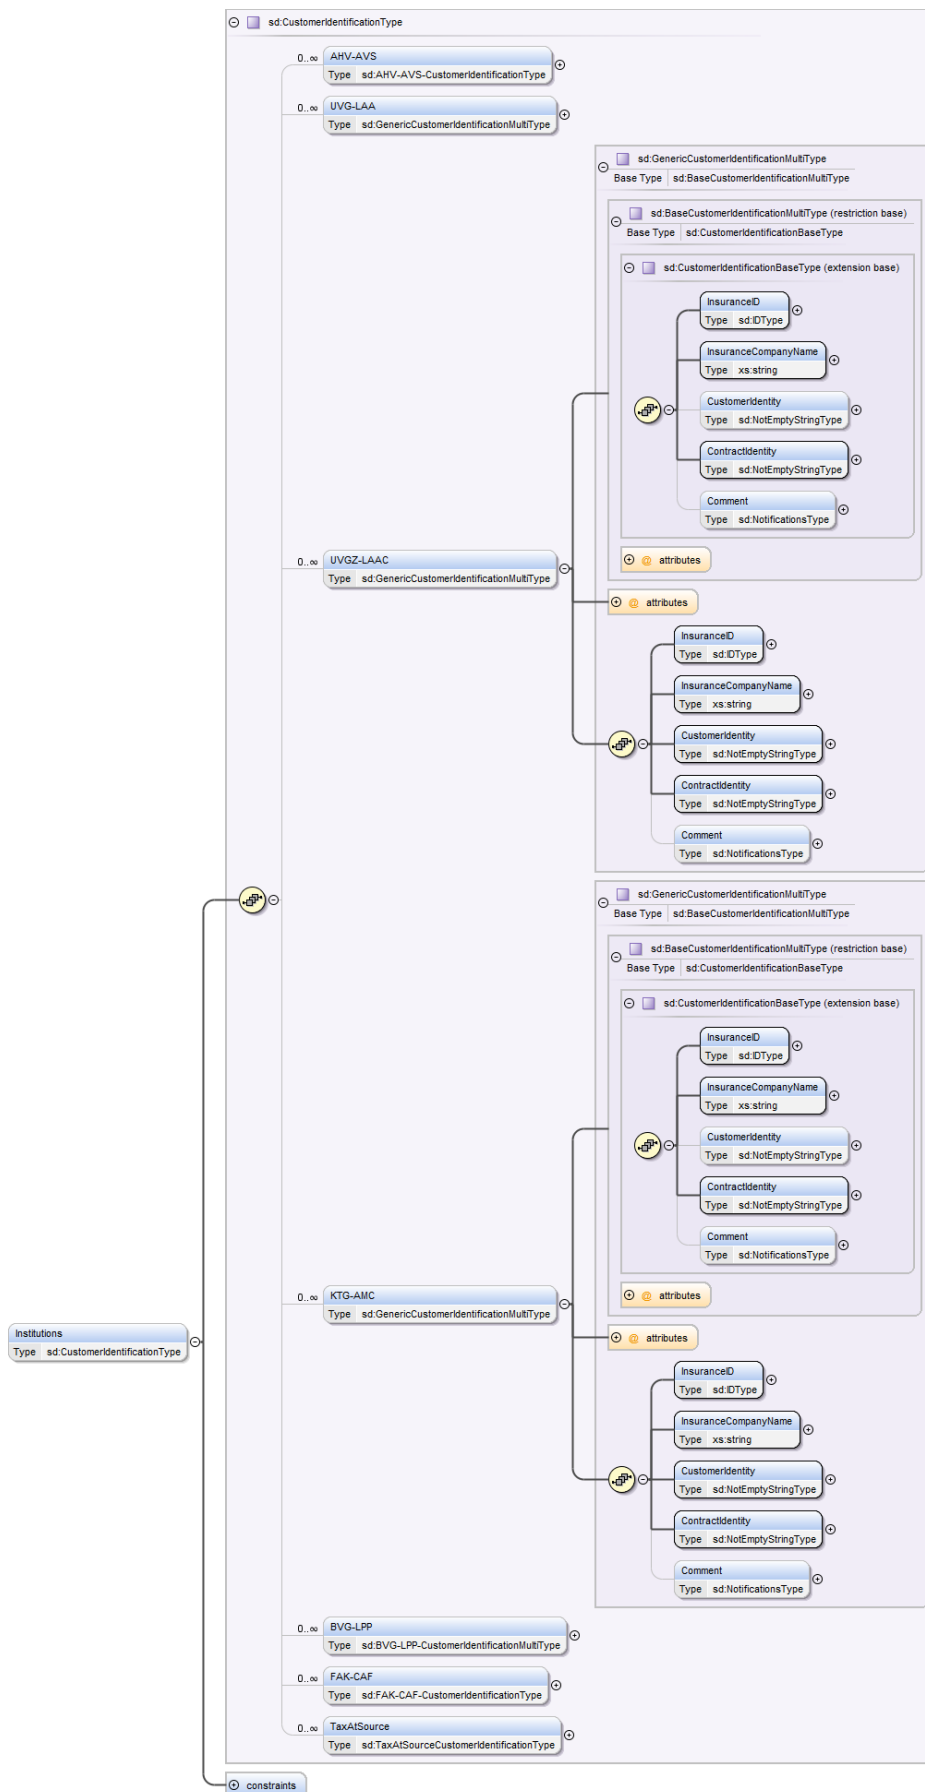 sd:CustomerIdentificationType
0..∞
AHV-AVS
Type sd:AHV-AVS-CustomerIdentificationType
0..∞
UVG-LAA
Type sd:GenericCustomerIdentificationMultiType
sd:GenericCustomerIdentificationMultiType
Base Type sd:BaseCustomerIdentificationMultiType
sd:BaseCustomerIdentificationMultiType (restriction base)
Base Type sd:CustomerIdentificationBaseType
sd:CustomerIdentificationBaseType (extension base)
InsuranceID
Type sd:IDType
InsuranceCompanyName
Type xs:string
CustomerIdentity
Type sd:NotEmptyStringType
ContractIdentity
Type sd:NotEmptyStringType
Comment
Type sd:NotificationsType
@ attributes
0..∞
UVGZ-LAAC
Type sd:GenericCustomerIdentificationMultiType
@ attributes
InsuranceID
Type sd:IDType
InsuranceCompanyName
Type xs:string
CustomerIdentity
Type sd:NotEmptyStringType
ContractIdentity
Type sd:NotEmptyStringType
Comment
Type sd:NotificationsType
sd:GenericCustomerIdentificationMultiType
Base Type sd:BaseCustomerIdentificationMultiType
sd:BaseCustomerIdentificationMultiType (restriction base)
Base Type sd:CustomerIdentificationBaseType
sd:CustomerIdentificationBaseType (extension base)
InsuranceID
Type sd:IDType
InsuranceCompanyName
Type xs:string
CustomerIdentity
Type sd:NotEmptyStringType
ContractIdentity
Type sd:NotEmptyStringType
Comment
Type sd:NotificationsType
@ attributes
0..∞
KTG-AMC
Type sd:GenericCustomerIdentificationMultiType
@ attributes
Institutions
Type sd:CustomerIdentificationType
InsuranceID
Type sd:IDType
InsuranceCompanyName
Type xs:string
CustomerIdentity
Type sd:NotEmptyStringType
ContractIdentity
Type sd:NotEmptyStringType
Comment
Type sd:NotificationsType
0..∞
BVG-LPP
Type sd:BVG-LPP-CustomerIdentificationMultiType
0..∞
FAK-CAF
Type sd:FAK-CAF-CustomerIdentificationType
0..∞
TaxAtSource
Type sd:TaxAtSourceCustomerIdentificationType
constraints